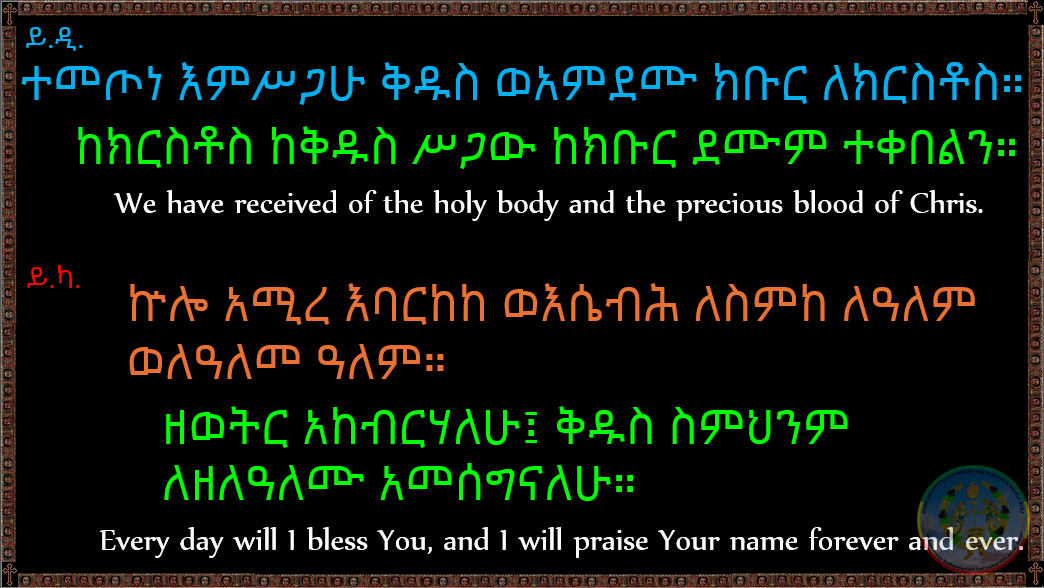 ይ.ዲ.
ተመጦነ እምሥጋሁ ቅዱስ ወአምደሙ ክቡር ለክርስቶስ።
ከክርስቶስ ከቅዱስ ሥጋው ከክቡር ደሙም ተቀበልን።
We have received of the holy body and the precious blood of Chris.
ይ.ካ.
ኵሎ አሚረ እባርከከ ወእሴብሕ ለስምከ ለዓለም
ወለዓለመ ዓለም።
ዘወትር አከብርሃለሁ፤ ቅዱስ ስምህንም
ለዘለዓለሙ አመሰግናለሁ።
Every day will I bless You, and I will praise Your name forever and ever.